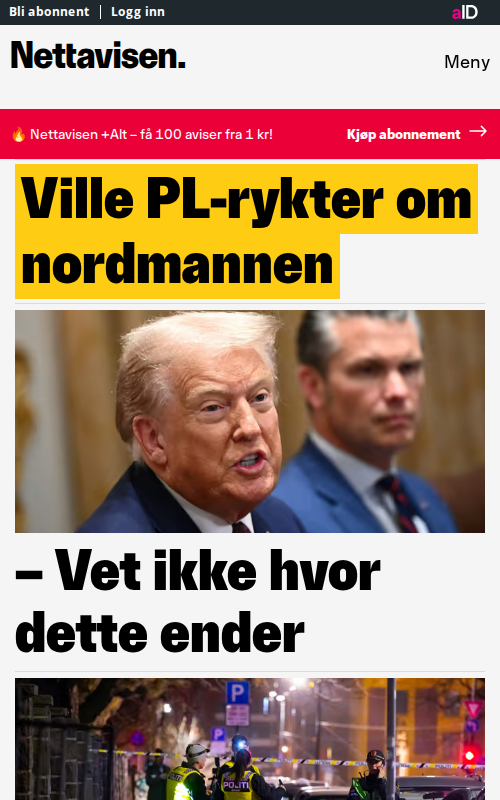 Bli abonnent
Logg inn
aID
Nettavisen.
Meny
🔥 Nettavisen +Alt – få 100 aviser fra 1 kr!
Kjøp abonnement →
Ville PL-rykter om
nordmannen
– Vet ikke hvor
dette ender
P
POLITI